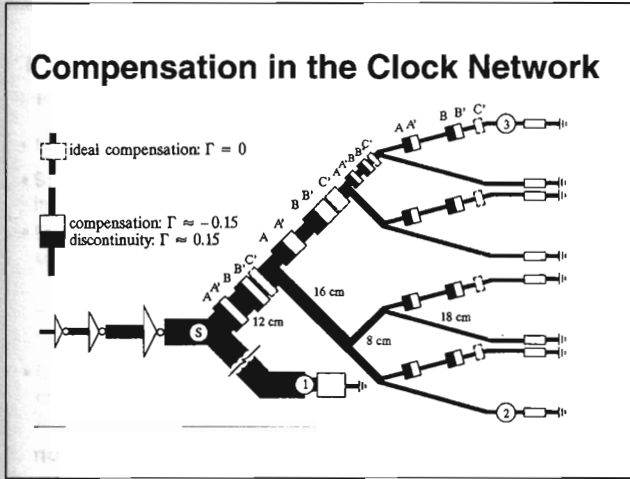 Compensation in the Clock Network
ideal compensation: Γ = 0
compensation: Γ ≈ −0.15
discontinuity: Γ ≈ 0.15
A A' B B' C' 3
A A' B B' C'
A A' B B' C'
A A' B B' C'
16 cm
12 cm
18 cm
8 cm
S
1
2